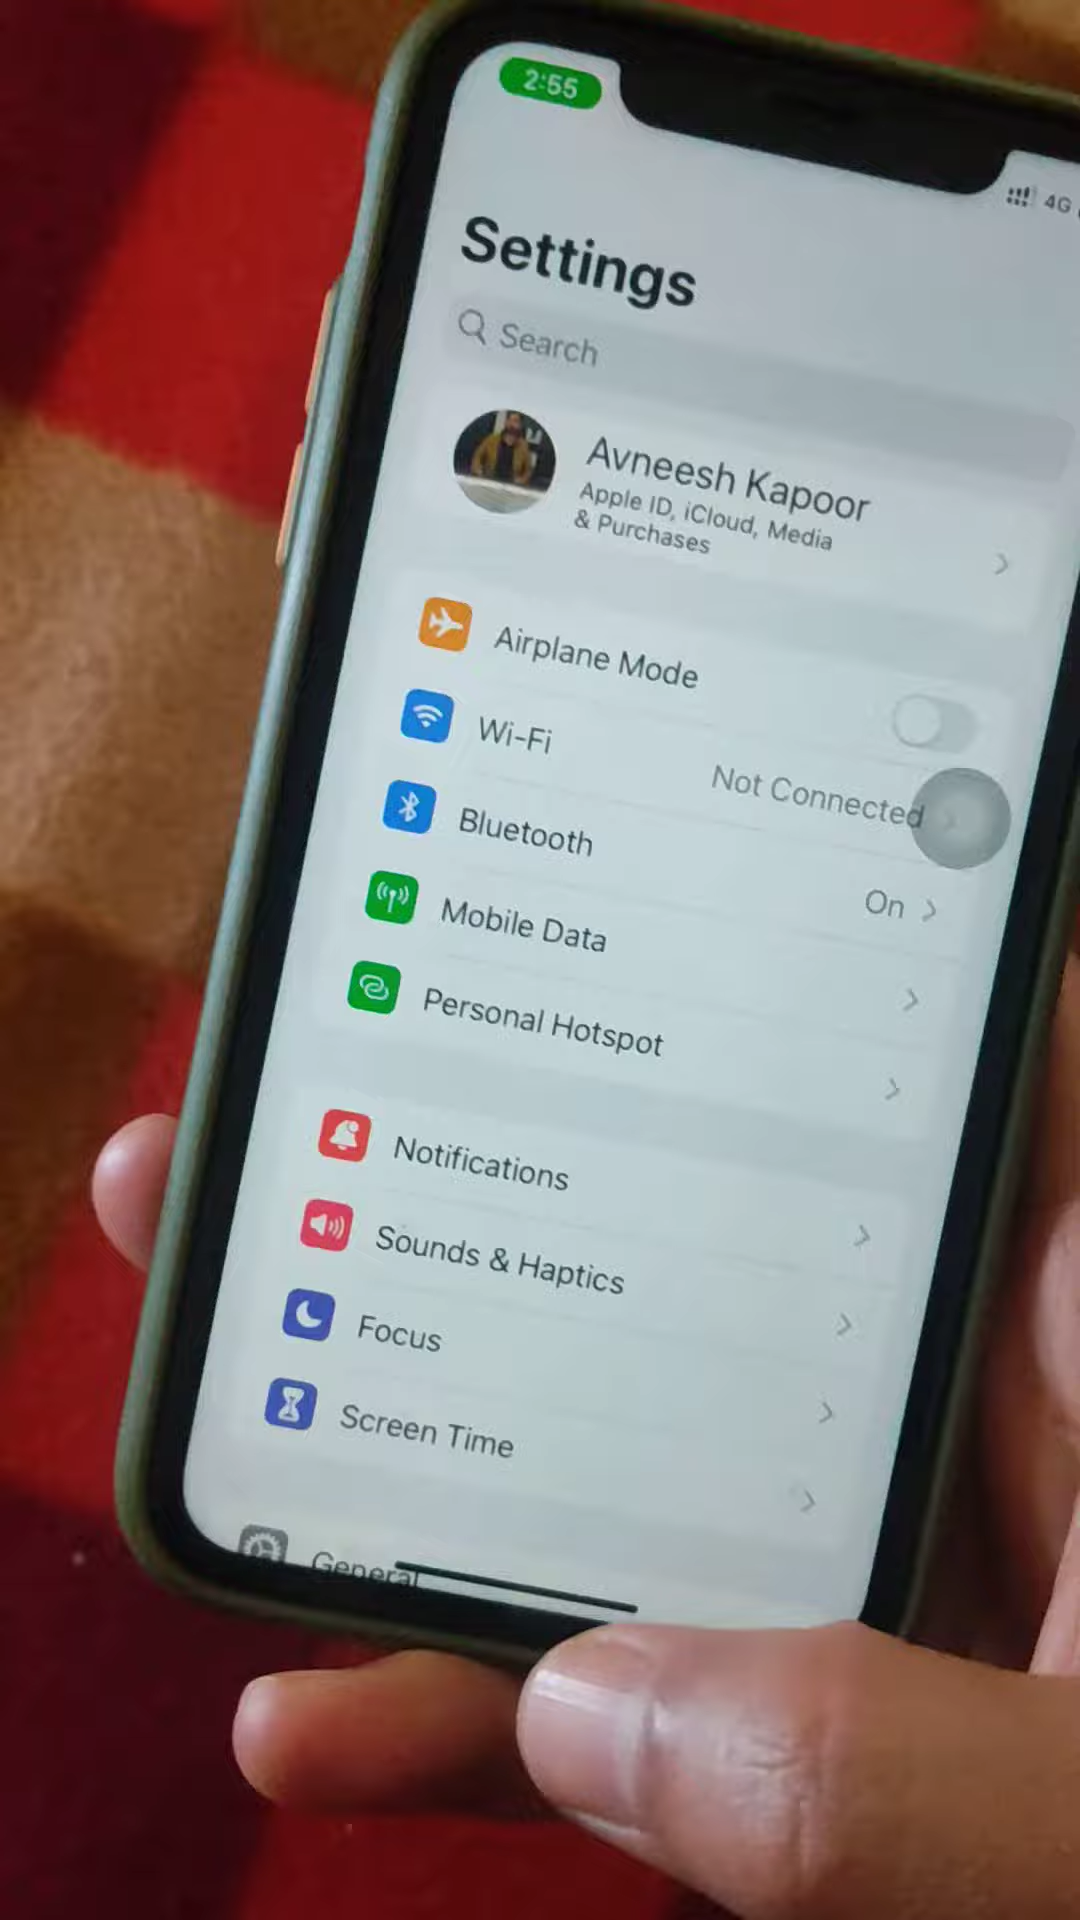 2:55
4G
Settings
Search
Avneesh Kapoor
Apple ID, iCloud, Media
& Purchases
Airplane Mode
Wi-Fi
Not Connected
Bluetooth
On
Mobile Data
Personal Hotspot
Notifications
Sounds & Haptics
Focus
Screen Time
General